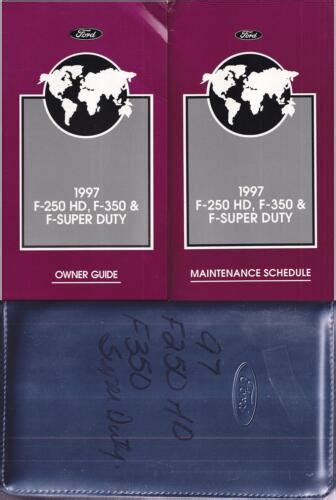 Ford
1997
F-250 HD, F-350 &
F-SUPER DUTY
OWNER GUIDE
Ford
1997
F-250 HD, F-350 &
F-SUPER DUTY
MAINTENANCE SCHEDULE
97
F250 HD
F350
Super Duty
Ford